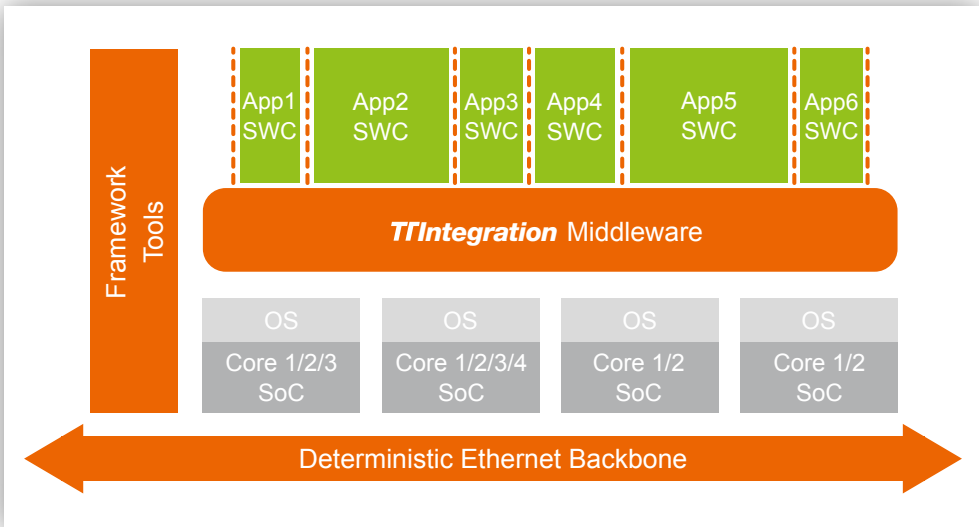 Framework
Tools
App1
SWC
App2
SWC
App3
SWC
App4
SWC
App5
SWC
App6
SWC
TTIntegration Middleware
OS
Core 1/2/3
SoC
OS
Core 1/2/3/4
SoC
OS
Core 1/2
SoC
OS
Core 1/2
SoC
Deterministic Ethernet Backbone